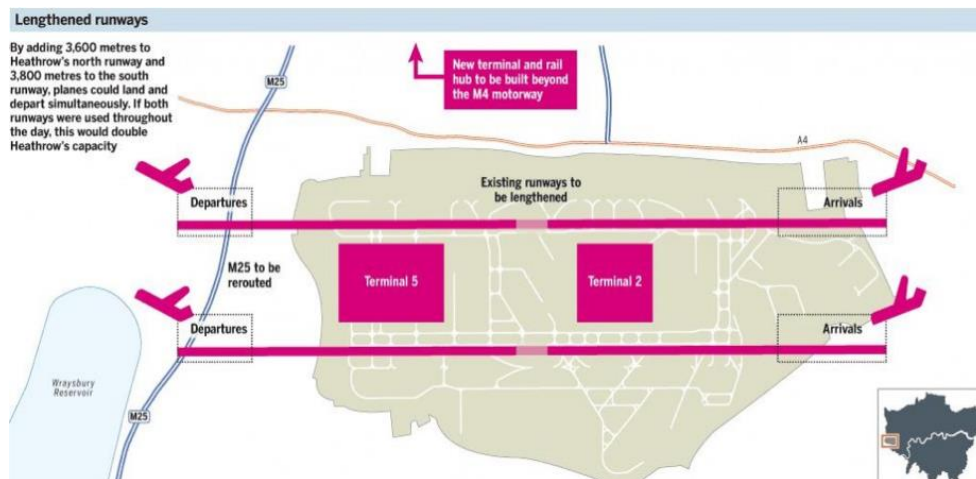 Lengthened runways
By adding 3,600 metres to
Heathrow's north runway and
3,800 metres to the south
runway, planes could land and
depart simultaneously. If both
runways were used throughout
the day, this would double
Heathrow's capacity
M25
New terminal and rail
hub to be built beyond
the M4 motorway
A4
Existing runways to
be lengthened
Departures
Arrivals
M25 to be
rerouted
Terminal 5
Terminal 2
Departures
Arrivals
Wraysbury
Reservoir
M25